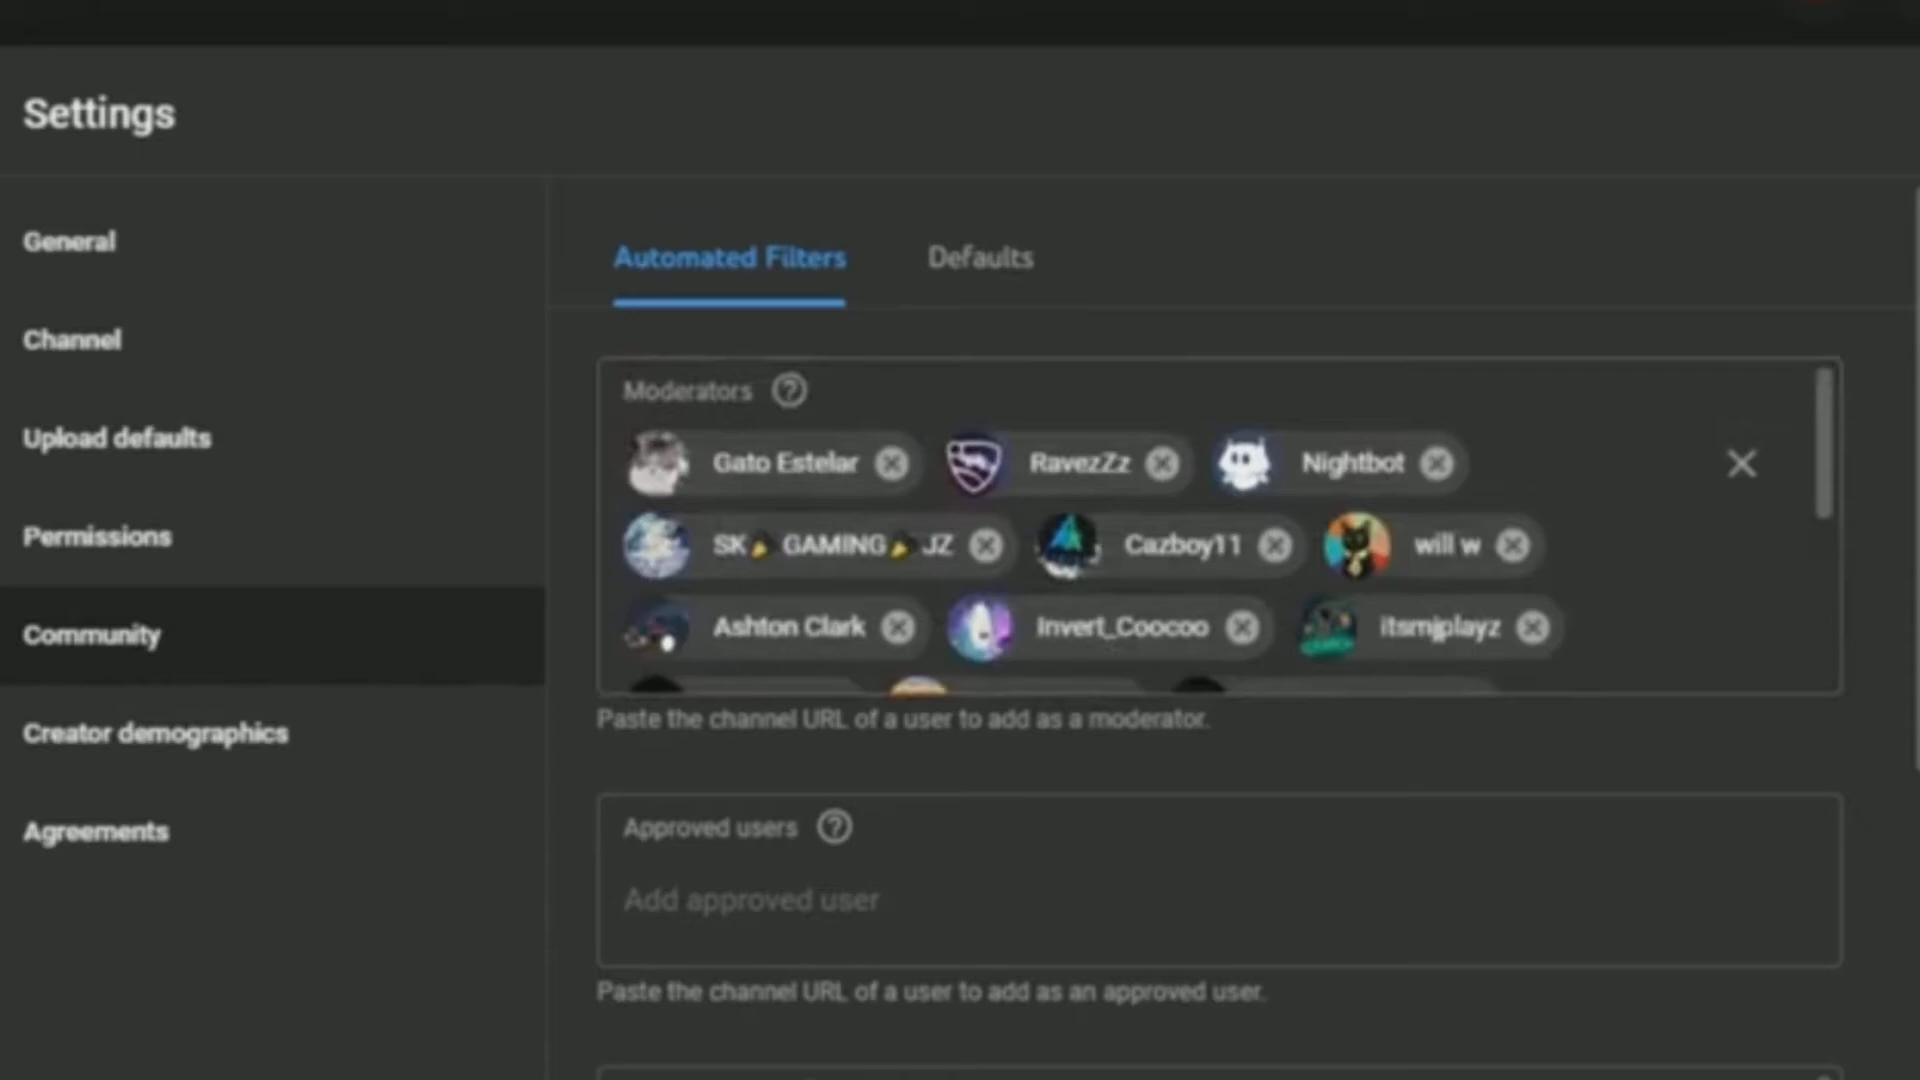 Settings
General
Channel
Upload defaults
Permissions
Community
Creator demographics
Agreements
Automated Filters
Defaults
Moderators
Gato Estelar
RavezZz
Nightbot
SK GAMING JZ
Cazboy11
will w
Ashton Clark
Invert_Coocoo
itsmjplayz
Paste the channel URL of a user to add as a moderator.
Approved users
Add approved user
Paste the channel URL of a user to add as an approved user.